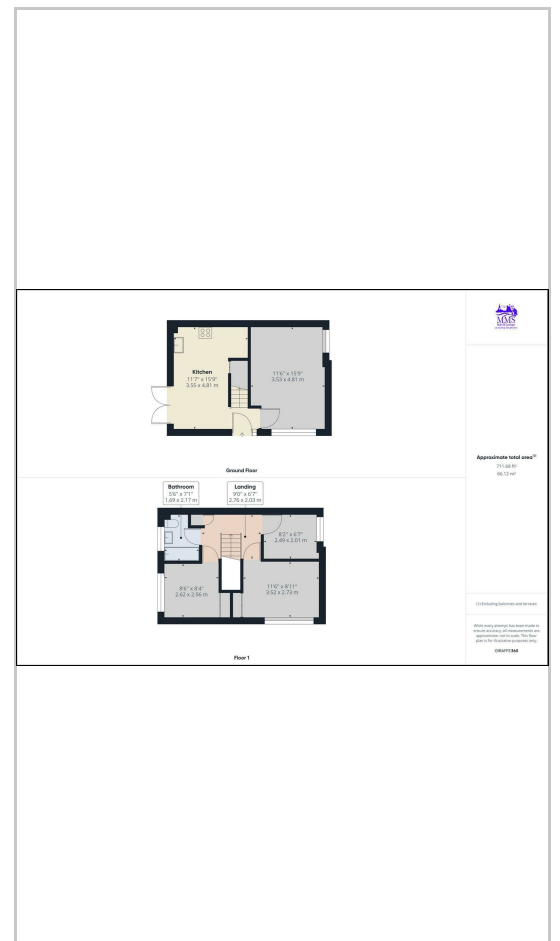 Kitchen
11'7" x 15'9"
3.55 x 4.81 m
11'6" x 15'9"
3.53 x 4.81 m
Ground Floor
Bathroom
5'6" x 7'1"
1.69 x 2.17 m
Landing
9'0" x 6'7"
2.76 x 2.03 m
8'2" x 6'7"
2.49 x 2.01 m
8'6" x 8'4"
2.62 x 2.56 m
11'6" x 8'11"
3.52 x 2.73 m
Floor 1
MMS
Approximate total area(1)
711.68 ft²
66.12 m²
(1) Excluding balconies and terraces
While every attempt has been made to
ensure accuracy, all measurements are
approximate, not to scale. This floor
plan is for illustrative purposes only.
GIRAFFE360